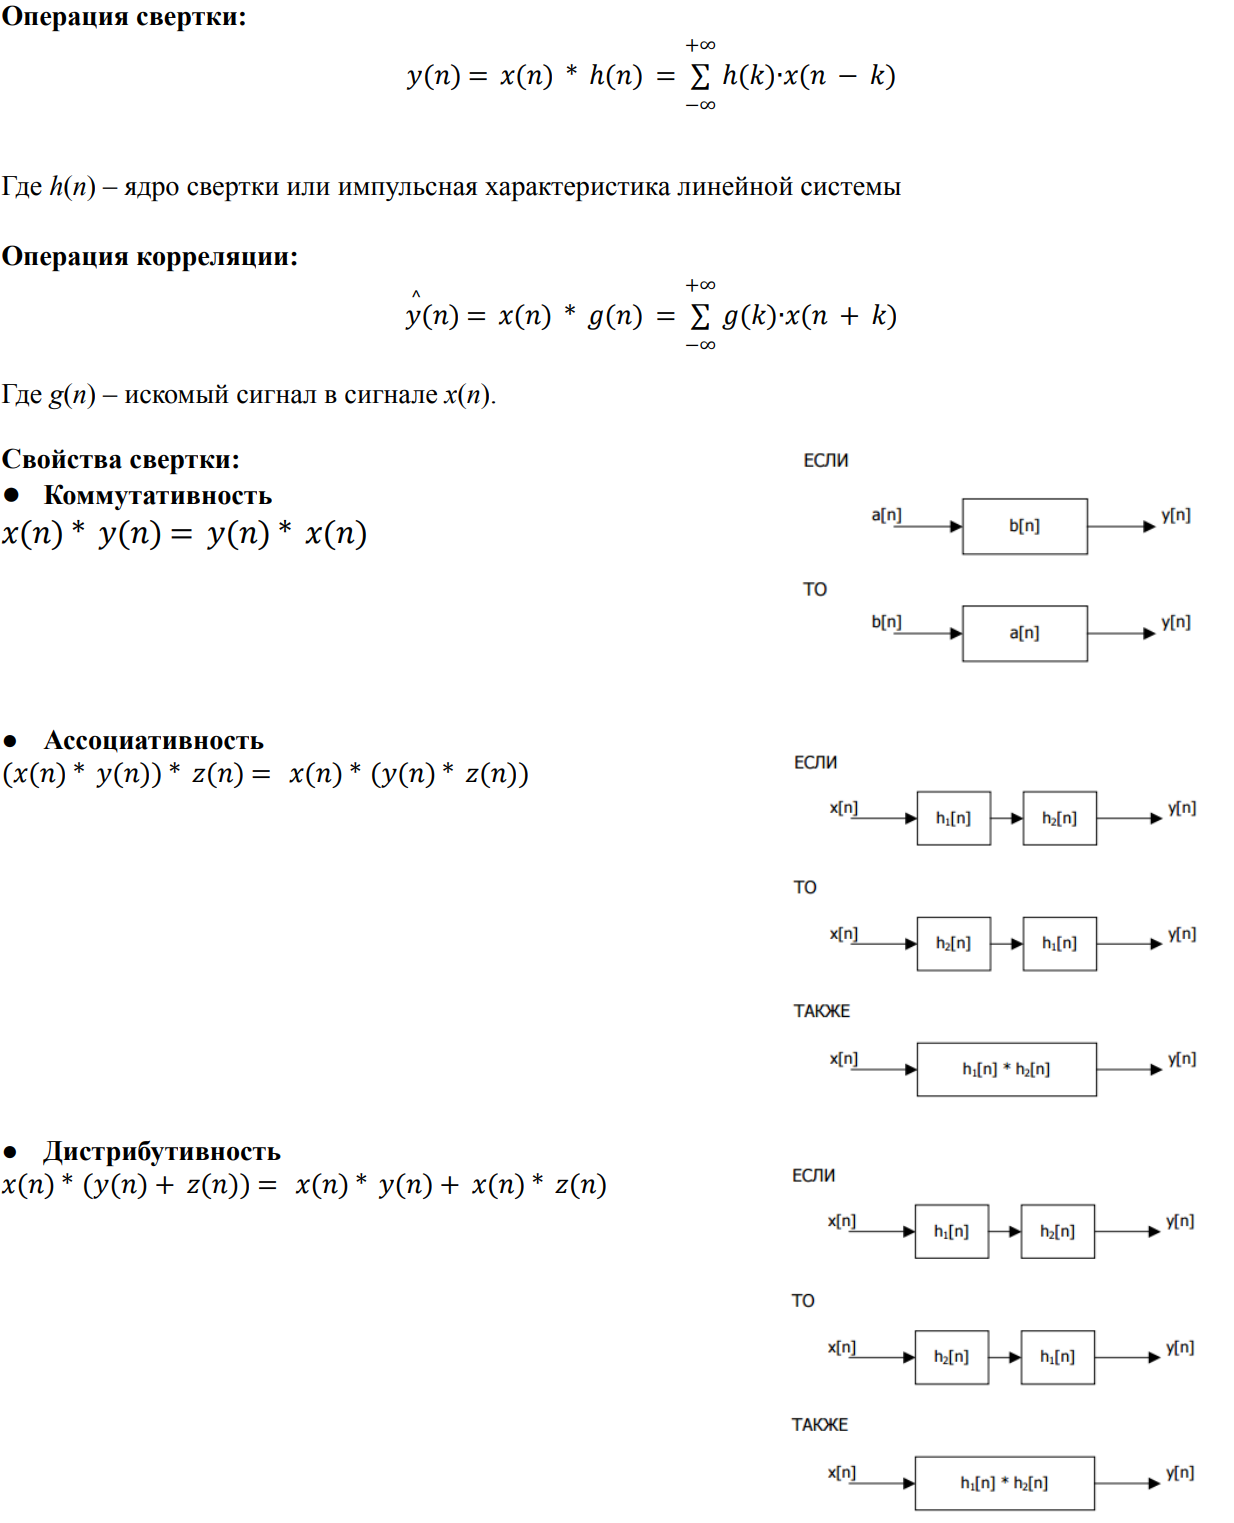 Операция свертки:
+∞
y(n) = x(n) * h(n) = ∑ h(k)·x(n − k)
−∞
Где h(n) – ядро свертки или импульсная характеристика линейной системы
Операция корреляции:
+∞
^
y(n) = x(n) * g(n) = ∑ g(k)·x(n + k)
−∞
Где g(n) – искомый сигнал в сигнале x(n).
Свойства свертки:
● Коммутативность
x(n) * y(n) = y(n) * x(n)
ЕСЛИ
a[n] b[n] y[n]
ТО
b[n] a[n] y[n]
● Ассоциативность
(x(n) * y(n)) * z(n) = x(n) * (y(n) * z(n))
ЕСЛИ
x[n] h₁[n] h₂[n] y[n]
ТО
x[n] h₂[n] h₁[n] y[n]
ТАКЖЕ
x[n] h₁[n] * h₂[n] y[n]
● Дистрибутивность
x(n) * (y(n) + z(n)) = x(n) * y(n) + x(n) * z(n)
ЕСЛИ
x[n] h₁[n] h₂[n] y[n]
ТО
x[n] h₂[n] h₁[n] y[n]
ТАКЖЕ
x[n] h₁[n] * h₂[n] y[n]